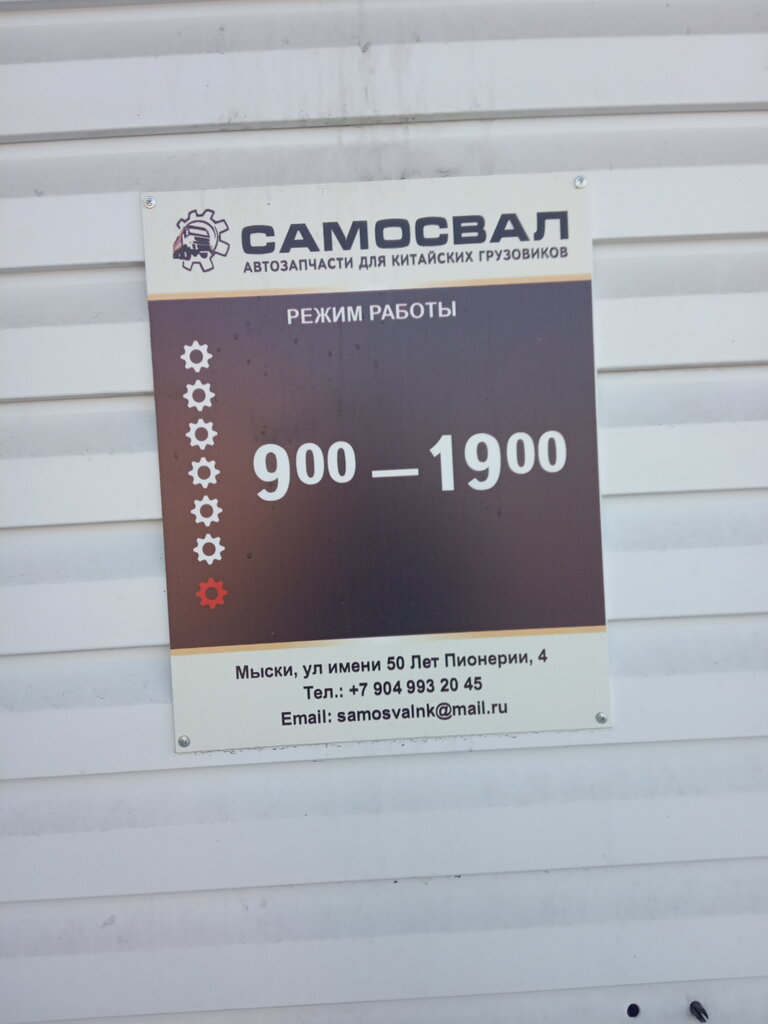 САМОСВАЛ
АВТОЗАПЧАСТИ ДЛЯ КИТАЙСКИХ ГРУЗОВИКОВ
РЕЖИМ РАБОТЫ
900 – 1900
Мыски, ул имени 50 Лет Пионерии, 4
Тел.: +7 904 993 20 45
Email: samosvalnk@mail.ru